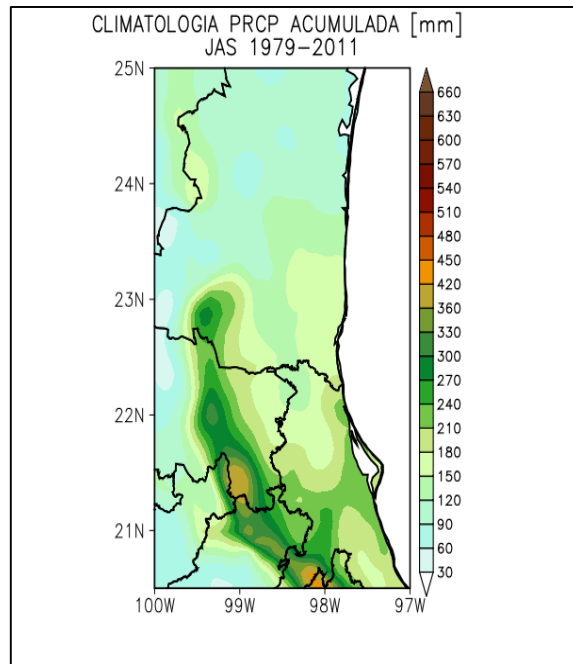 CLIMATOLOGIA PRCP ACUMULADA [mm]
JAS 1979–2011
25N
24N
23N
22N
21N
100W
99W
98W
97W
660
630
600
570
540
510
480
450
420
360
330
300
270
240
210
180
150
120
90
60
30